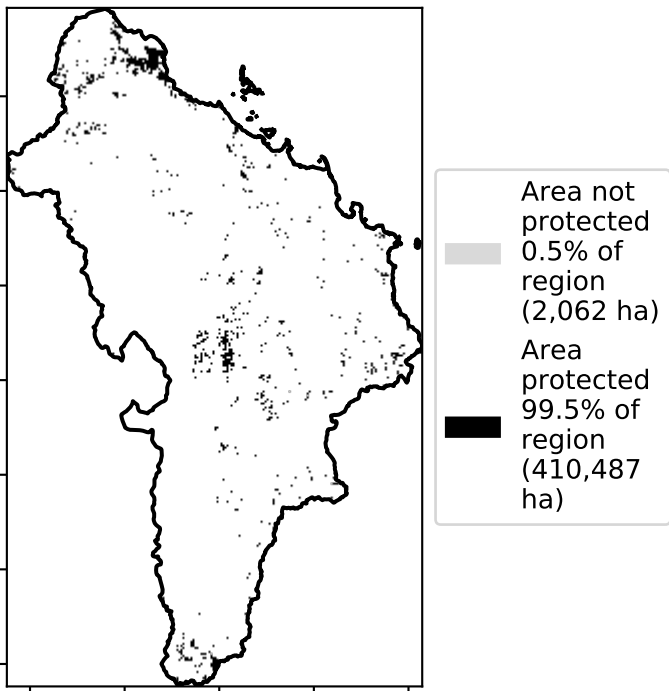 Area not
protected
0.5% of
region
(2,062 ha)
Area
protected
99.5% of
region
(410,487
ha)